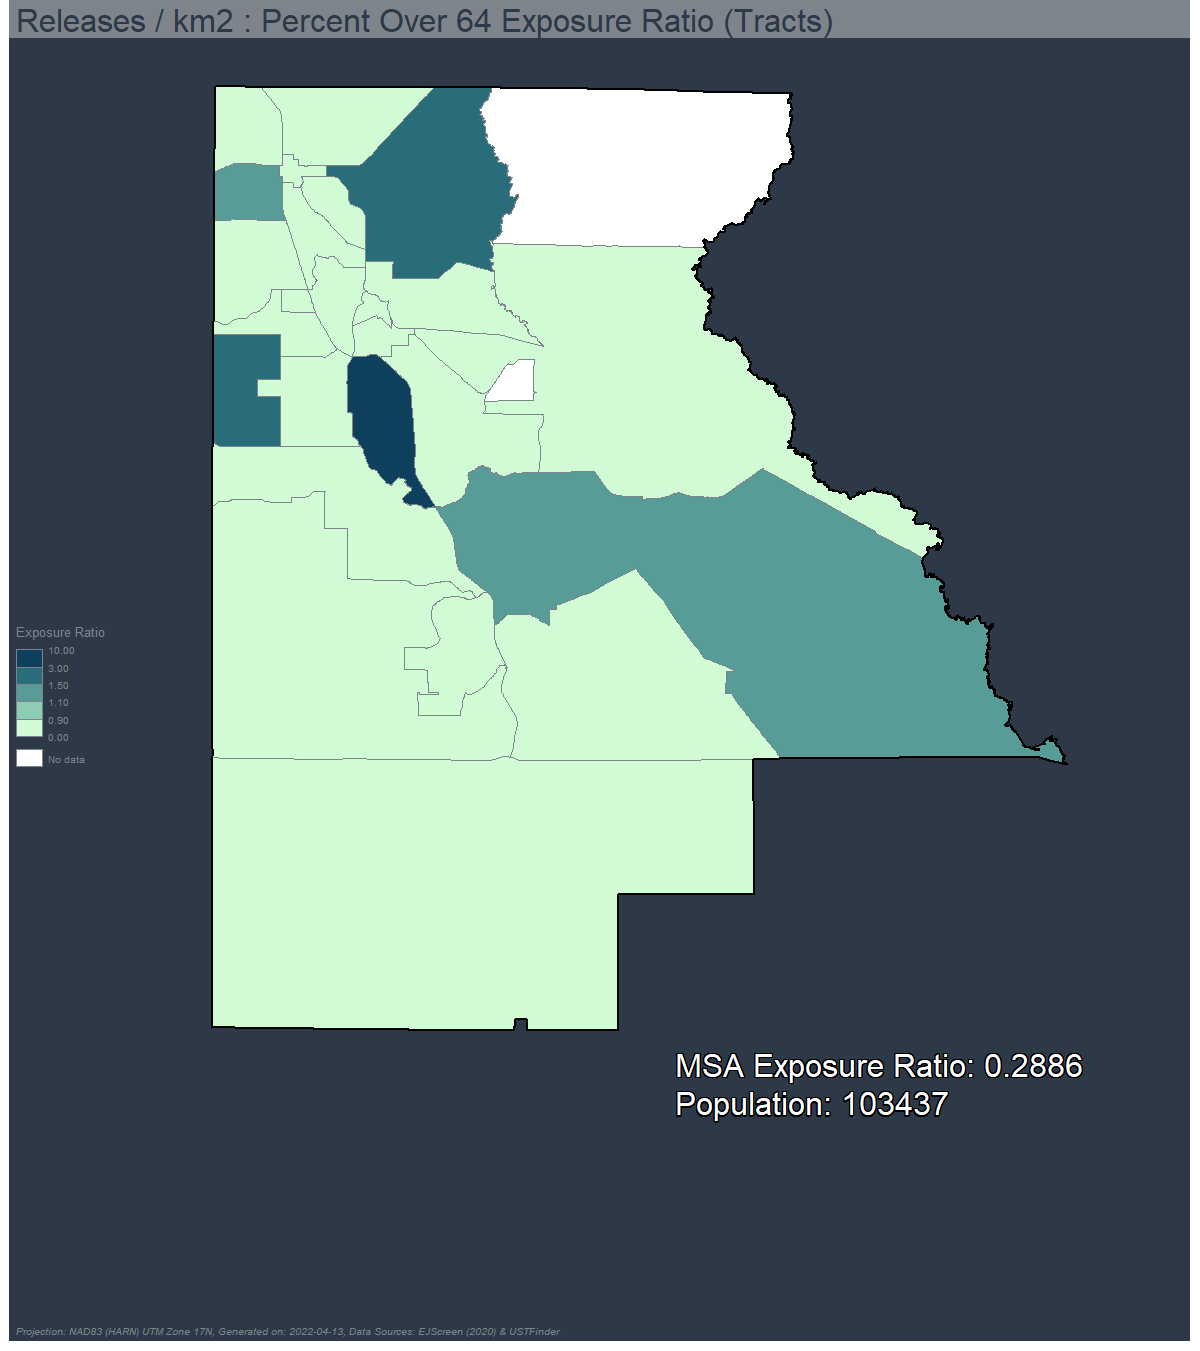 Releases / km2 : Percent Over 64 Exposure Ratio (Tracts)
Exposure Ratio
10.00
3.00
1.50
1.10
0.90
0.00
No data
MSA Exposure Ratio: 0.2886
Population: 103437
Projection: NAD83 (HARN) UTM Zone 17N, Generated on: 2022-04-13, Data Sources: EJScreen (2020) & USTFinder